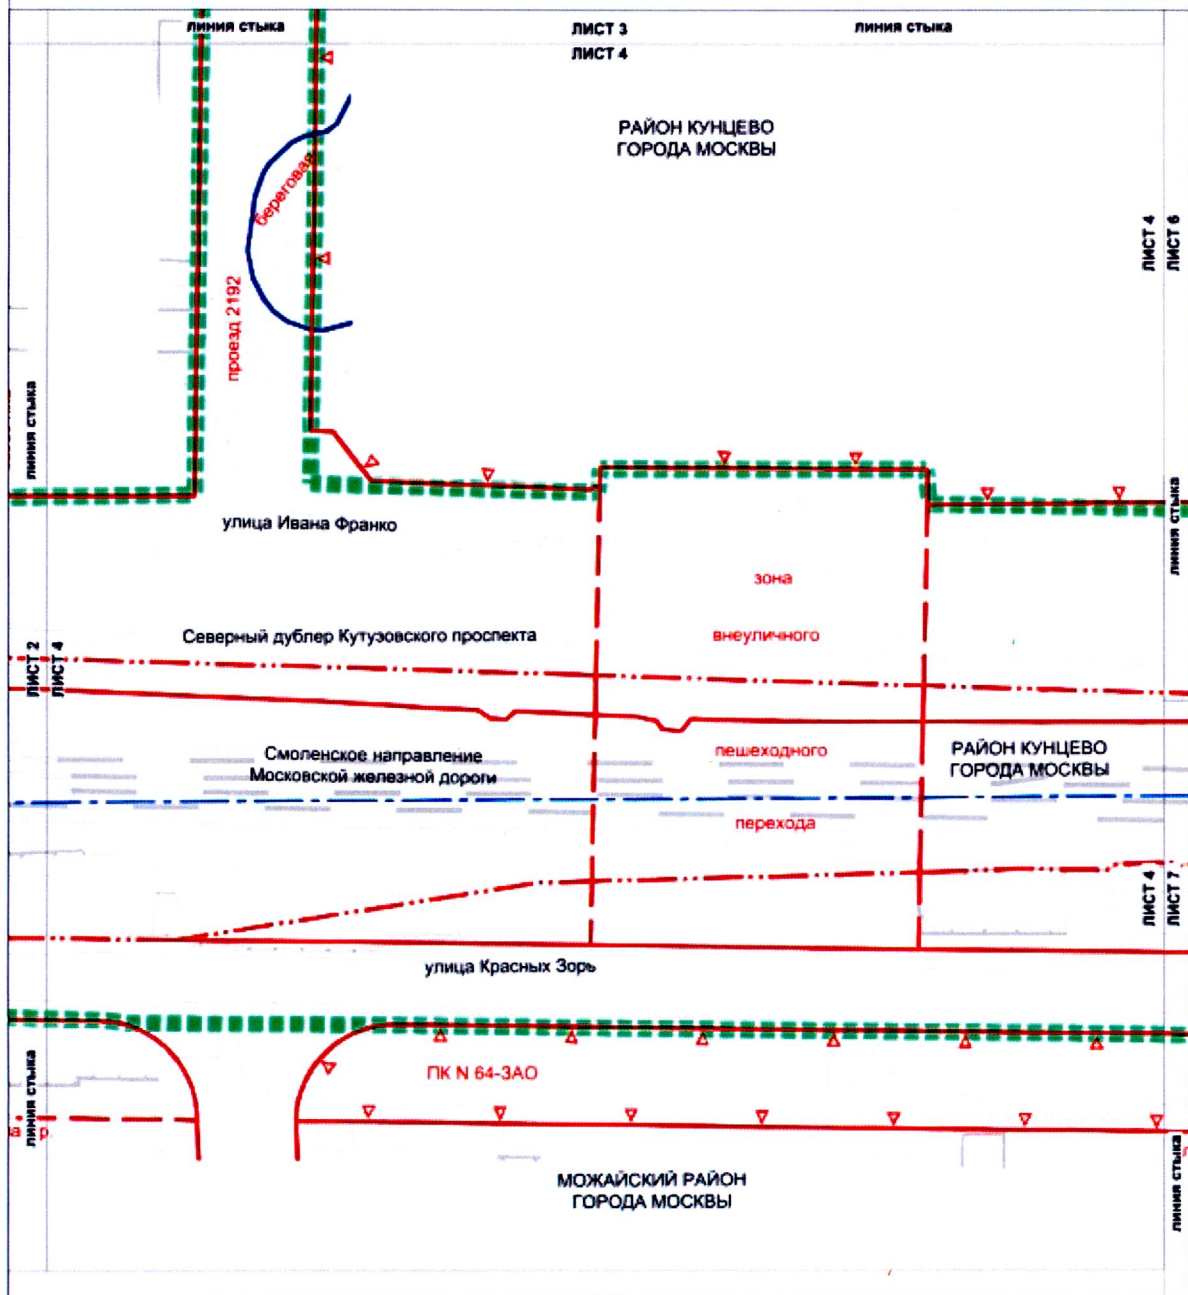 линия стыка
ЛИСТ 3
линия стыка
ЛИСТ 4
РАЙОН КУНЦЕВО
ГОРОДА МОСКВЫ
береговая
проезд 2192
ЛИСТ 4
ЛИСТ 6
линия стыка
линия стыка
улица Ивана Франко
зона
Северный дублер Кутузовского проспекта
внеуличного
ЛИСТ 2
ЛИСТ 4
Смоленское направление
Московской железной дороги
пешеходного
РАЙОН КУНЦЕВО
ГОРОДА МОСКВЫ
перехода
ЛИСТ 4
ЛИСТ 7
улица Красных Зорь
ПК N 64-ЗАО
линия стыка
линия стыка
МОЖАЙСКИЙ РАЙОН
ГОРОДА МОСКВЫ